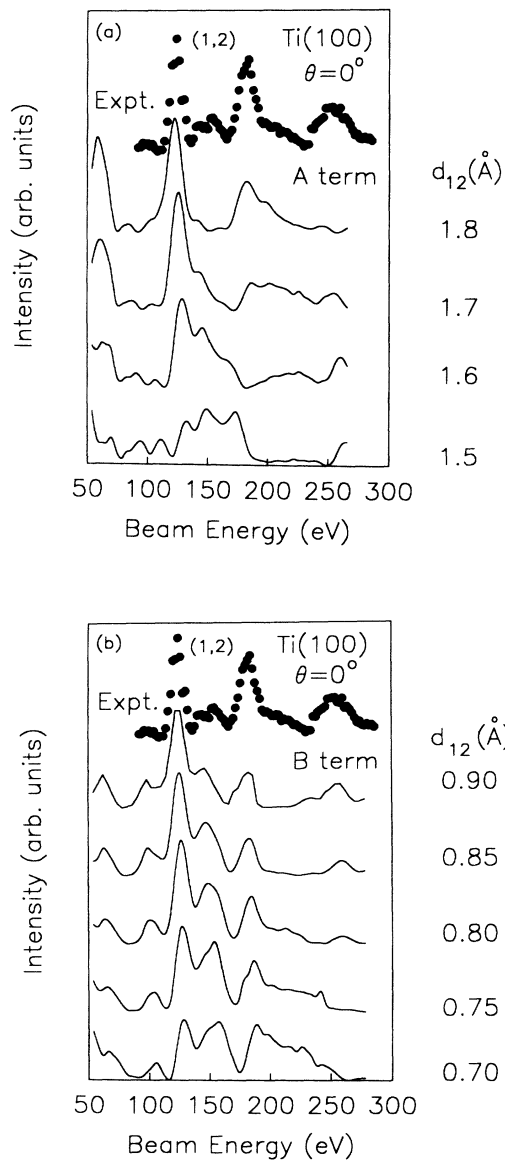 (a)
(1,2)
Ti(100)
θ=0°
Expt.
A term
Intensity (arb. units)
d12(Å)
1.8
1.7
1.6
1.5
50 100 150 200 250 300
Beam Energy (eV)
(b)
(1,2)
Ti(100)
θ=0°
Expt.
B term
Intensity (arb. units)
d12(Å)
0.90
0.85
0.80
0.75
0.70
50 100 150 200 250 300
Beam Energy (eV)